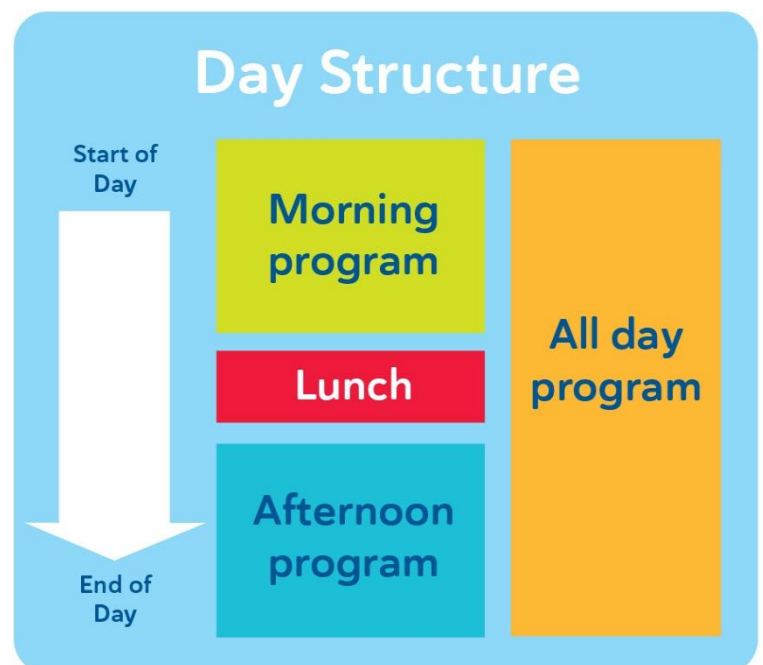 Day Structure
Start of
Day
Morning
program
Lunch
Afternoon
program
All day
program
End of
Day